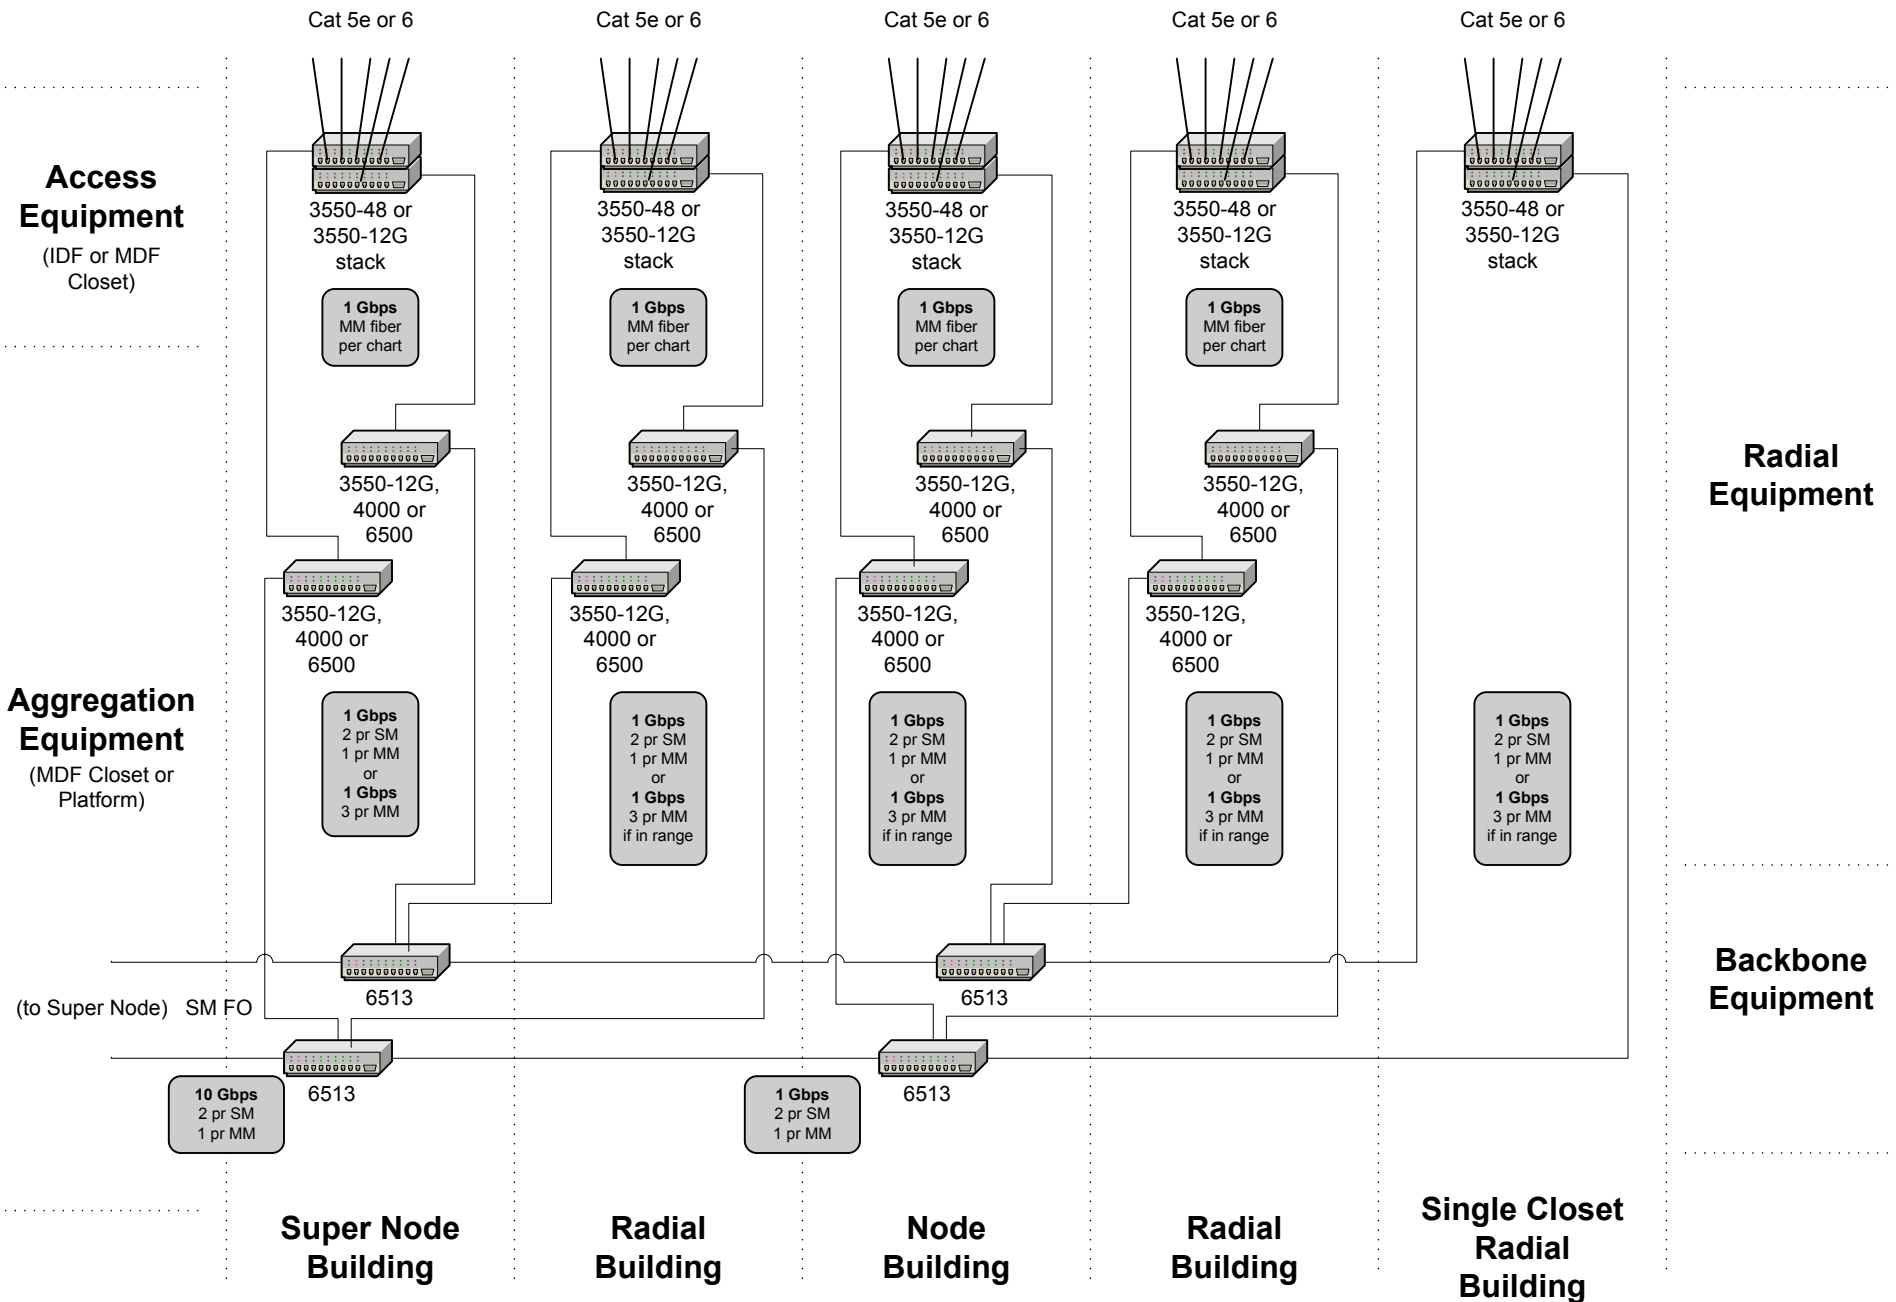 Cat 5e or 6
Cat 5e or 6
Cat 5e or 6
Cat 5e or 6
Cat 5e or 6
Access
Equipment
(IDF or MDF
Closet)
3550-48 or
3550-12G
stack
3550-48 or
3550-12G
stack
3550-48 or
3550-12G
stack
3550-48 or
3550-12G
stack
3550-48 or
3550-12G
stack
1 Gbps
MM fiber
per chart
1 Gbps
MM fiber
per chart
1 Gbps
MM fiber
per chart
1 Gbps
MM fiber
per chart
Radial
Equipment
3550-12G,
4000 or
6500
3550-12G,
4000 or
6500
3550-12G,
4000 or
6500
3550-12G,
4000 or
6500
3550-12G,
4000 or
6500
3550-12G,
4000 or
6500
3550-12G,
4000 or
6500
3550-12G,
4000 or
6500
Aggregation
Equipment
(MDF Closet or
Platform)
1 Gbps
2 pr SM
1 pr MM
or
1 Gbps
3 pr MM
1 Gbps
2 pr SM
1 pr MM
or
1 Gbps
3 pr MM
if in range
1 Gbps
2 pr SM
1 pr MM
or
1 Gbps
3 pr MM
if in range
1 Gbps
2 pr SM
1 pr MM
or
1 Gbps
3 pr MM
if in range
1 Gbps
2 pr SM
1 pr MM
or
1 Gbps
3 pr MM
if in range
Backbone
Equipment
6513
6513
(to Super Node) SM FO
6513
6513
10 Gbps
2 pr SM
1 pr MM
1 Gbps
2 pr SM
1 pr MM
Super Node
Building
Radial
Building
Node
Building
Radial
Building
Single Closet
Radial
Building